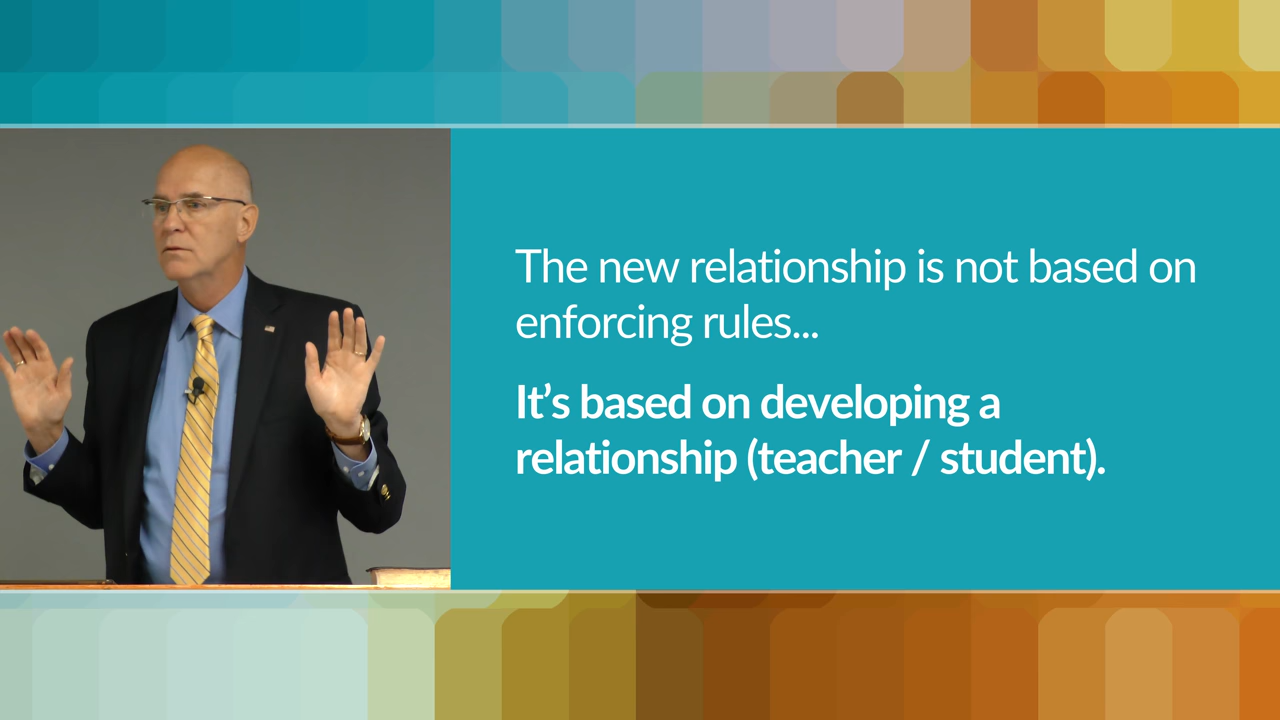 The new relationship is not based on
enforcing rules...
It’s based on developing a
relationship (teacher / student).